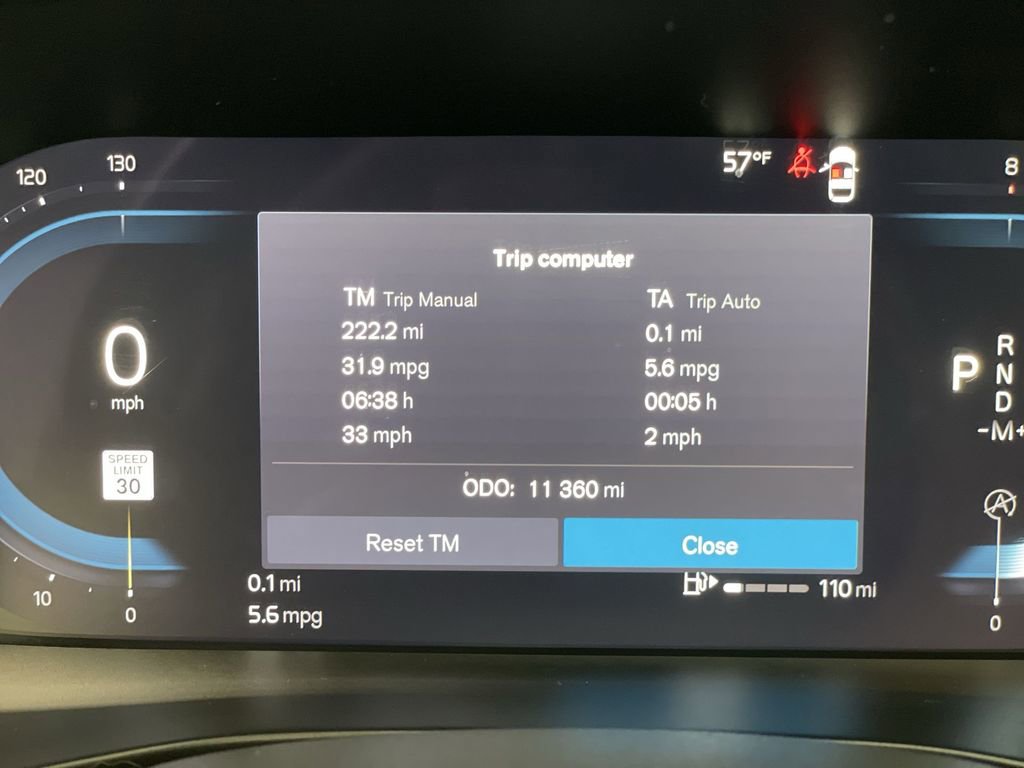 120
130
57°F
8
Trip computer
TM Trip Manual
222.2 mi
31.9 mpg
06:38 h
33 mph
TA Trip Auto
0.1 mi
5.6 mpg
00:05 h
2 mph
0
mph
SPEED
LIMIT
30
P
R
N
D
-M+
A
ODO: 11 360 mi
Reset TM
Close
10
0
0.1 mi
5.6 mpg
110 mi
0